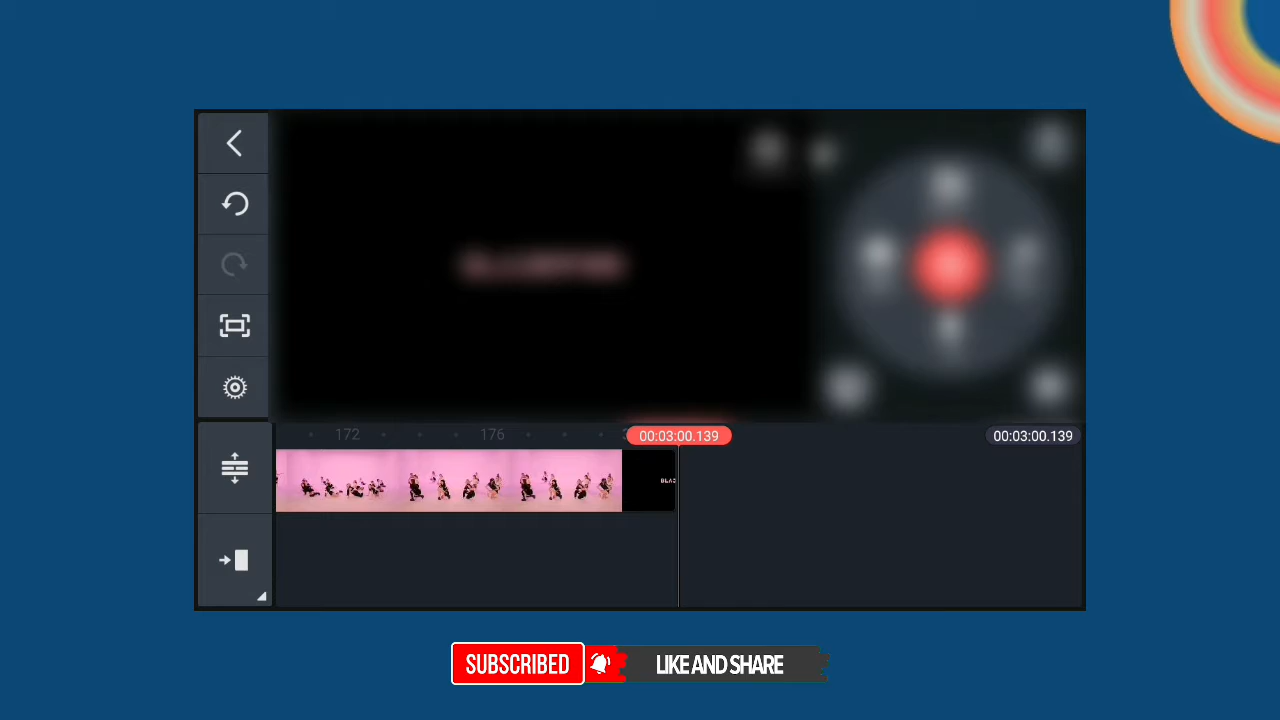 172
176
00:03:00.139
00:03:00.139
SUBSCRIBED
LIKE AND SHARE